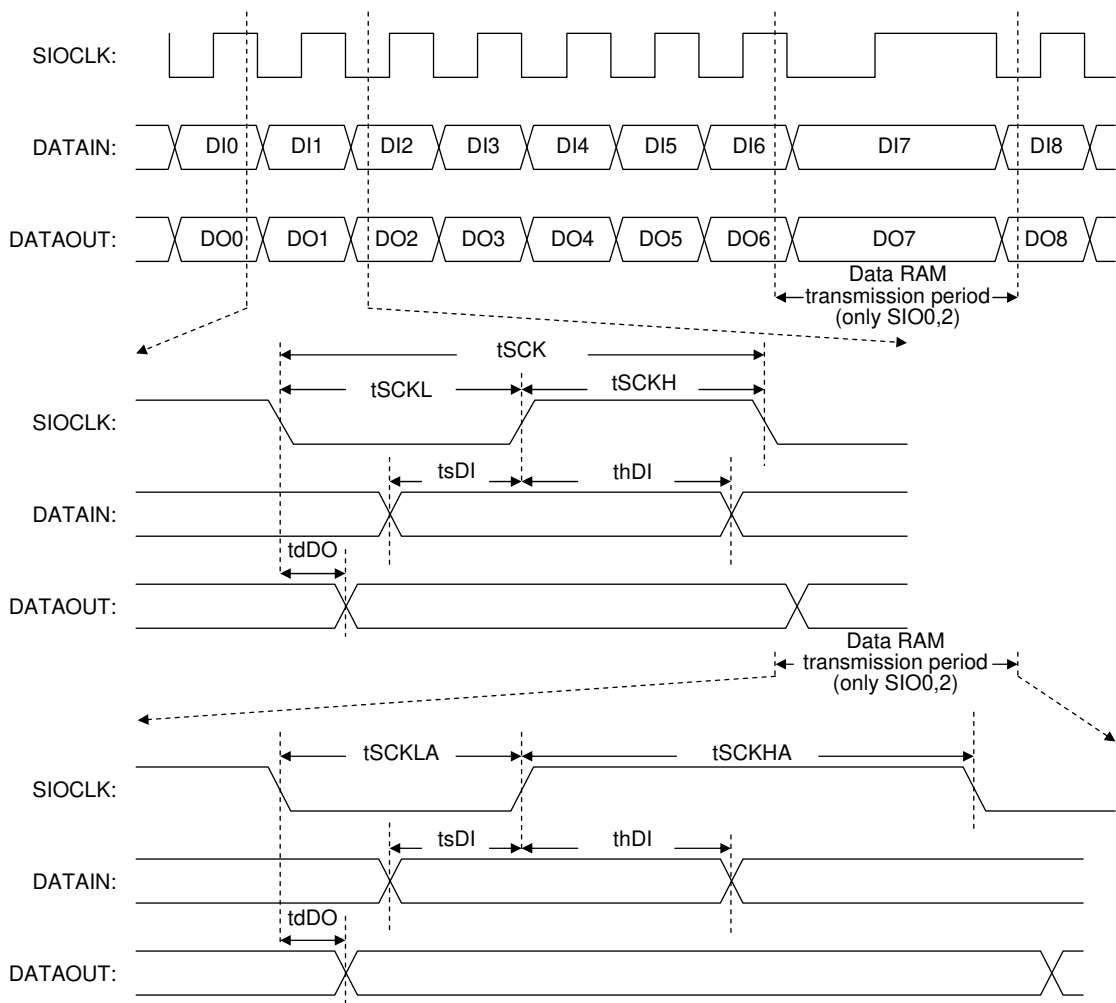 SIOCLK:
DATAIN: DI0 DI1 DI2 DI3 DI4 DI5 DI6 DI7 DI8
DATAOUT: DO0 DO1 DO2 DO3 DO4 DO5 DO6 DO7 DO8
Data RAM
transmission period
(only SIO0,2)
tSCK
tSCKL tSCKH
SIOCLK:
tsDI thDI
DATAIN:
tdDO
DATAOUT:
Data RAM
transmission period
(only SIO0,2)
tSCKLA tSCKHA
SIOCLK:
tsDI thDI
DATAIN:
tdDO
DATAOUT: